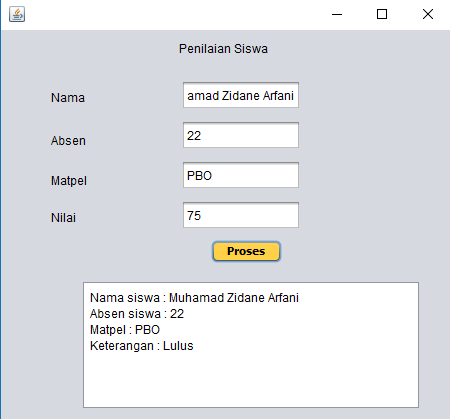 Penilaian Siswa
Nama
amad Zidane Arfani
Absen
22
Matpel
PBO
Nilai
75
Proses
Nama siswa : Muhamad Zidane Arfani
Absen siswa : 22
Matpel : PBO
Keterangan : Lulus